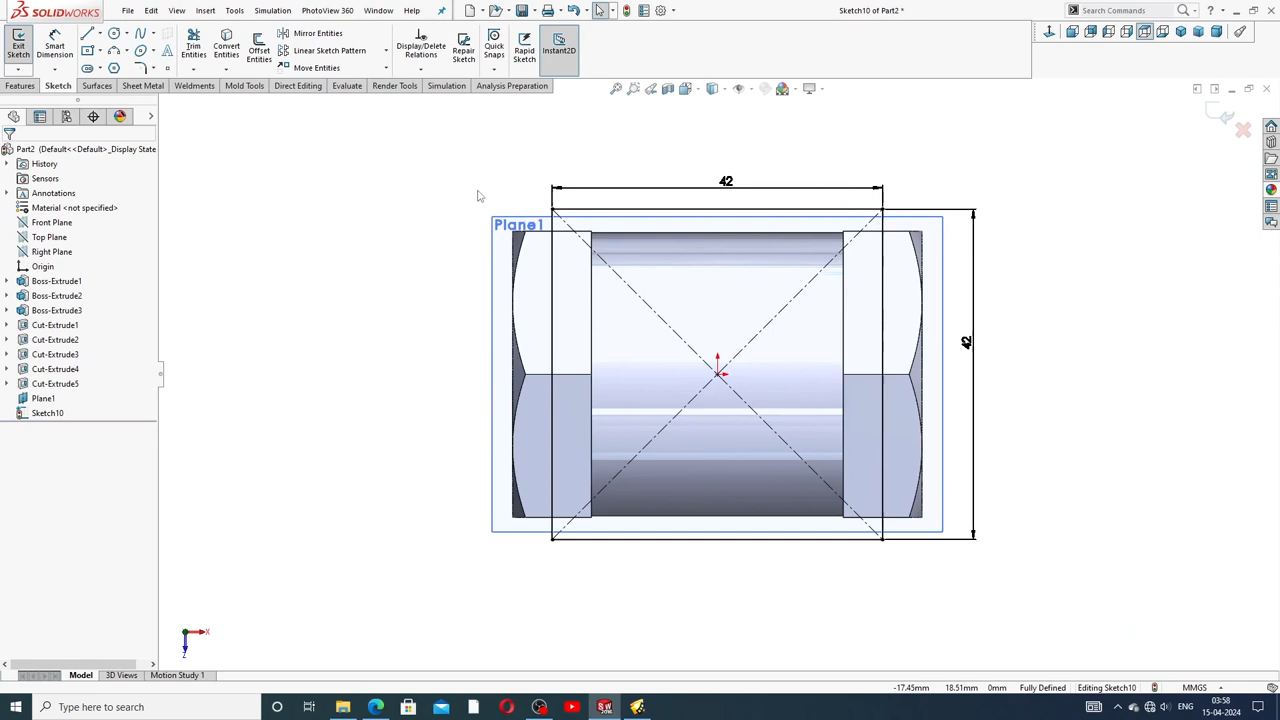 SOLIDWORKS
File
Edit
View
Insert
Tools
Simulation
PhotoView 360
Window
Help
Sketch10 of Part2 *
Search Commands
Exit Sketch
Smart Dimension
Trim Entities
Convert Entities
Offset Entities
Mirror Entities
Linear Sketch Pattern
Move Entities
Display/Delete Relations
Repair Sketch
Quick Snaps
Rapid Sketch
Instant2D
Features
Sketch
Surfaces
Sheet Metal
Weldments
Mold Tools
Direct Editing
Evaluate
Render Tools
Simulation
Analysis Preparation
Part2 (Default<<Default>_Display State
History
Sensors
Annotations
Material <not specified>
Front Plane
Top Plane
Right Plane
Origin
Boss-Extrude1
Boss-Extrude2
Boss-Extrude3
Cut-Extrude1
Cut-Extrude2
Cut-Extrude3
Cut-Extrude4
Cut-Extrude5
Plane1
Sketch10
42
Plane1
42
X
Z
Model
3D Views
Motion Study 1
-17.45mm
18.51mm
0mm
Fully Defined
Editing Sketch10
MMGS
Type here to search
ENG
03:58
15-04-2024